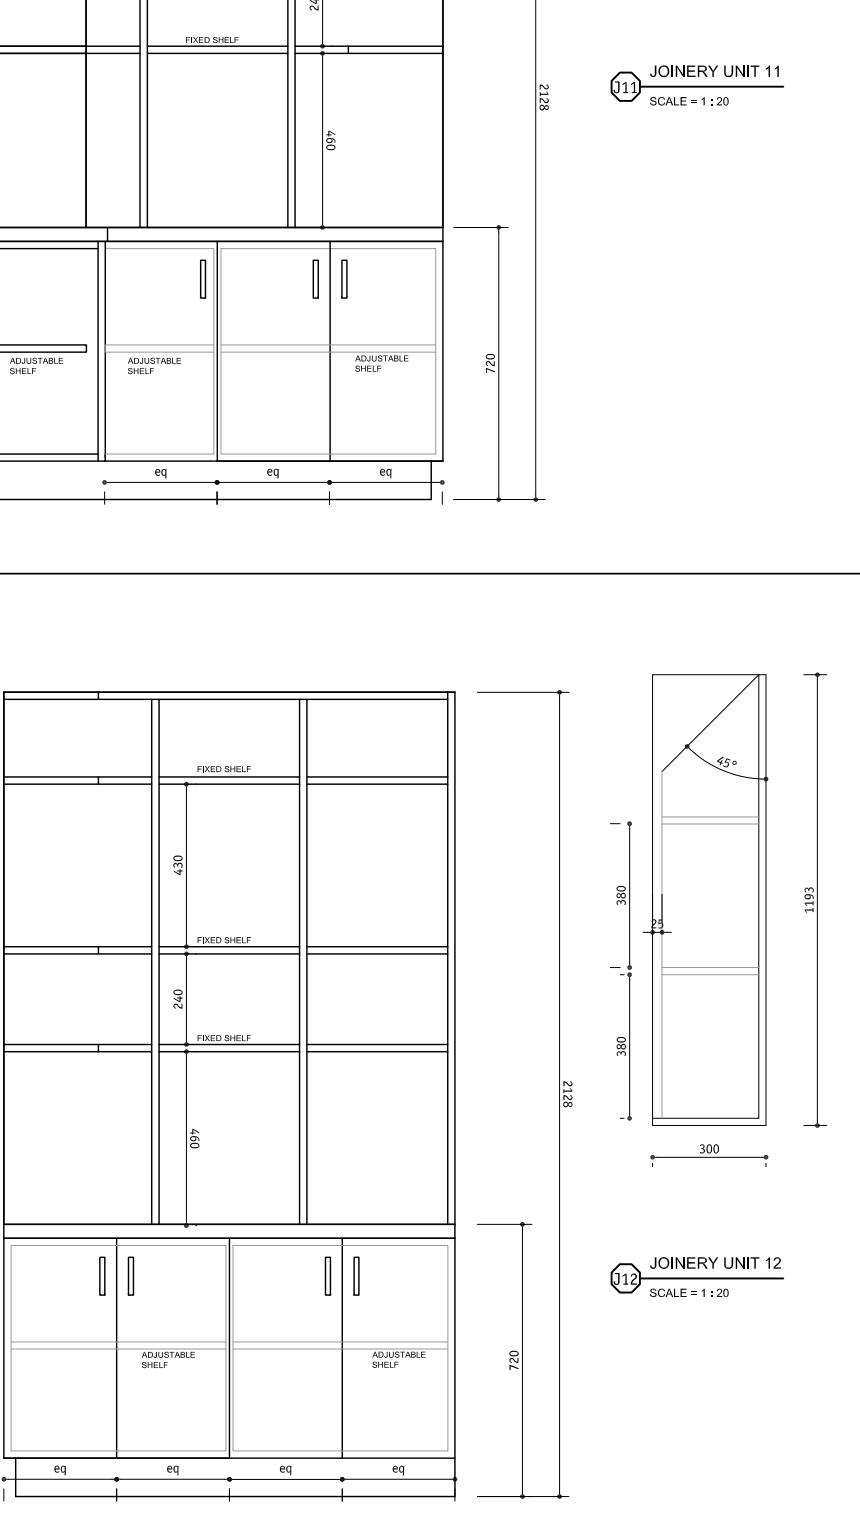 24
FIXED SHELF
460
2128
J11
JOINERY UNIT 11
SCALE = 1 : 20
ADJUSTABLE
SHELF
ADJUSTABLE
SHELF
ADJUSTABLE
SHELF
720
eq
eq
eq
FIXED SHELF
430
FIXED SHELF
240
FIXED SHELF
460
2128
45°
380
25
380
1193
300
J12
JOINERY UNIT 12
SCALE = 1 : 20
ADJUSTABLE
SHELF
ADJUSTABLE
SHELF
720
eq
eq
eq
eq